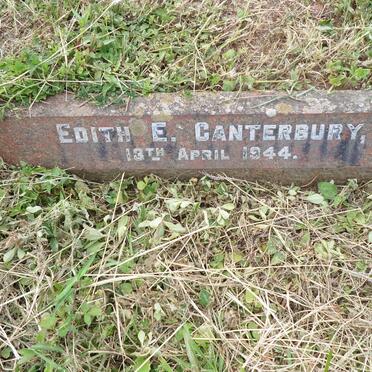 EDITH E. CANTERBURY,
13TH APRIL 1944.